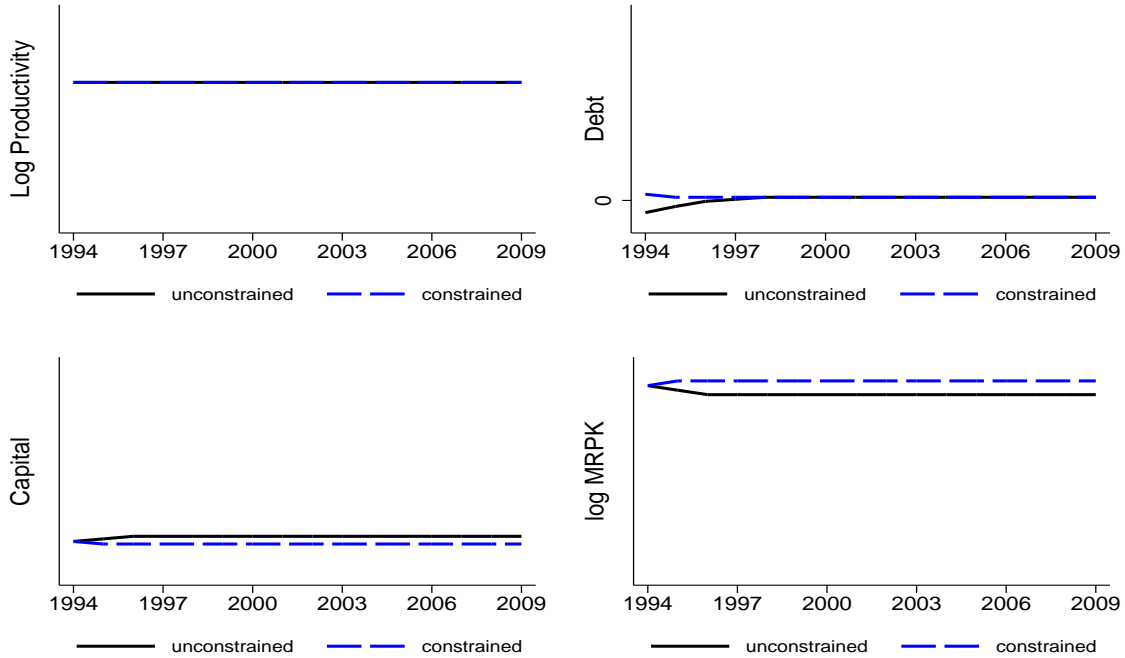 Log Productivity
1994 1997 2000 2003 2006 2009
unconstrained constrained
Debt
0
1994 1997 2000 2003 2006 2009
unconstrained constrained
Capital
1994 1997 2000 2003 2006 2009
unconstrained constrained
log MRPK
1994 1997 2000 2003 2006 2009
unconstrained constrained